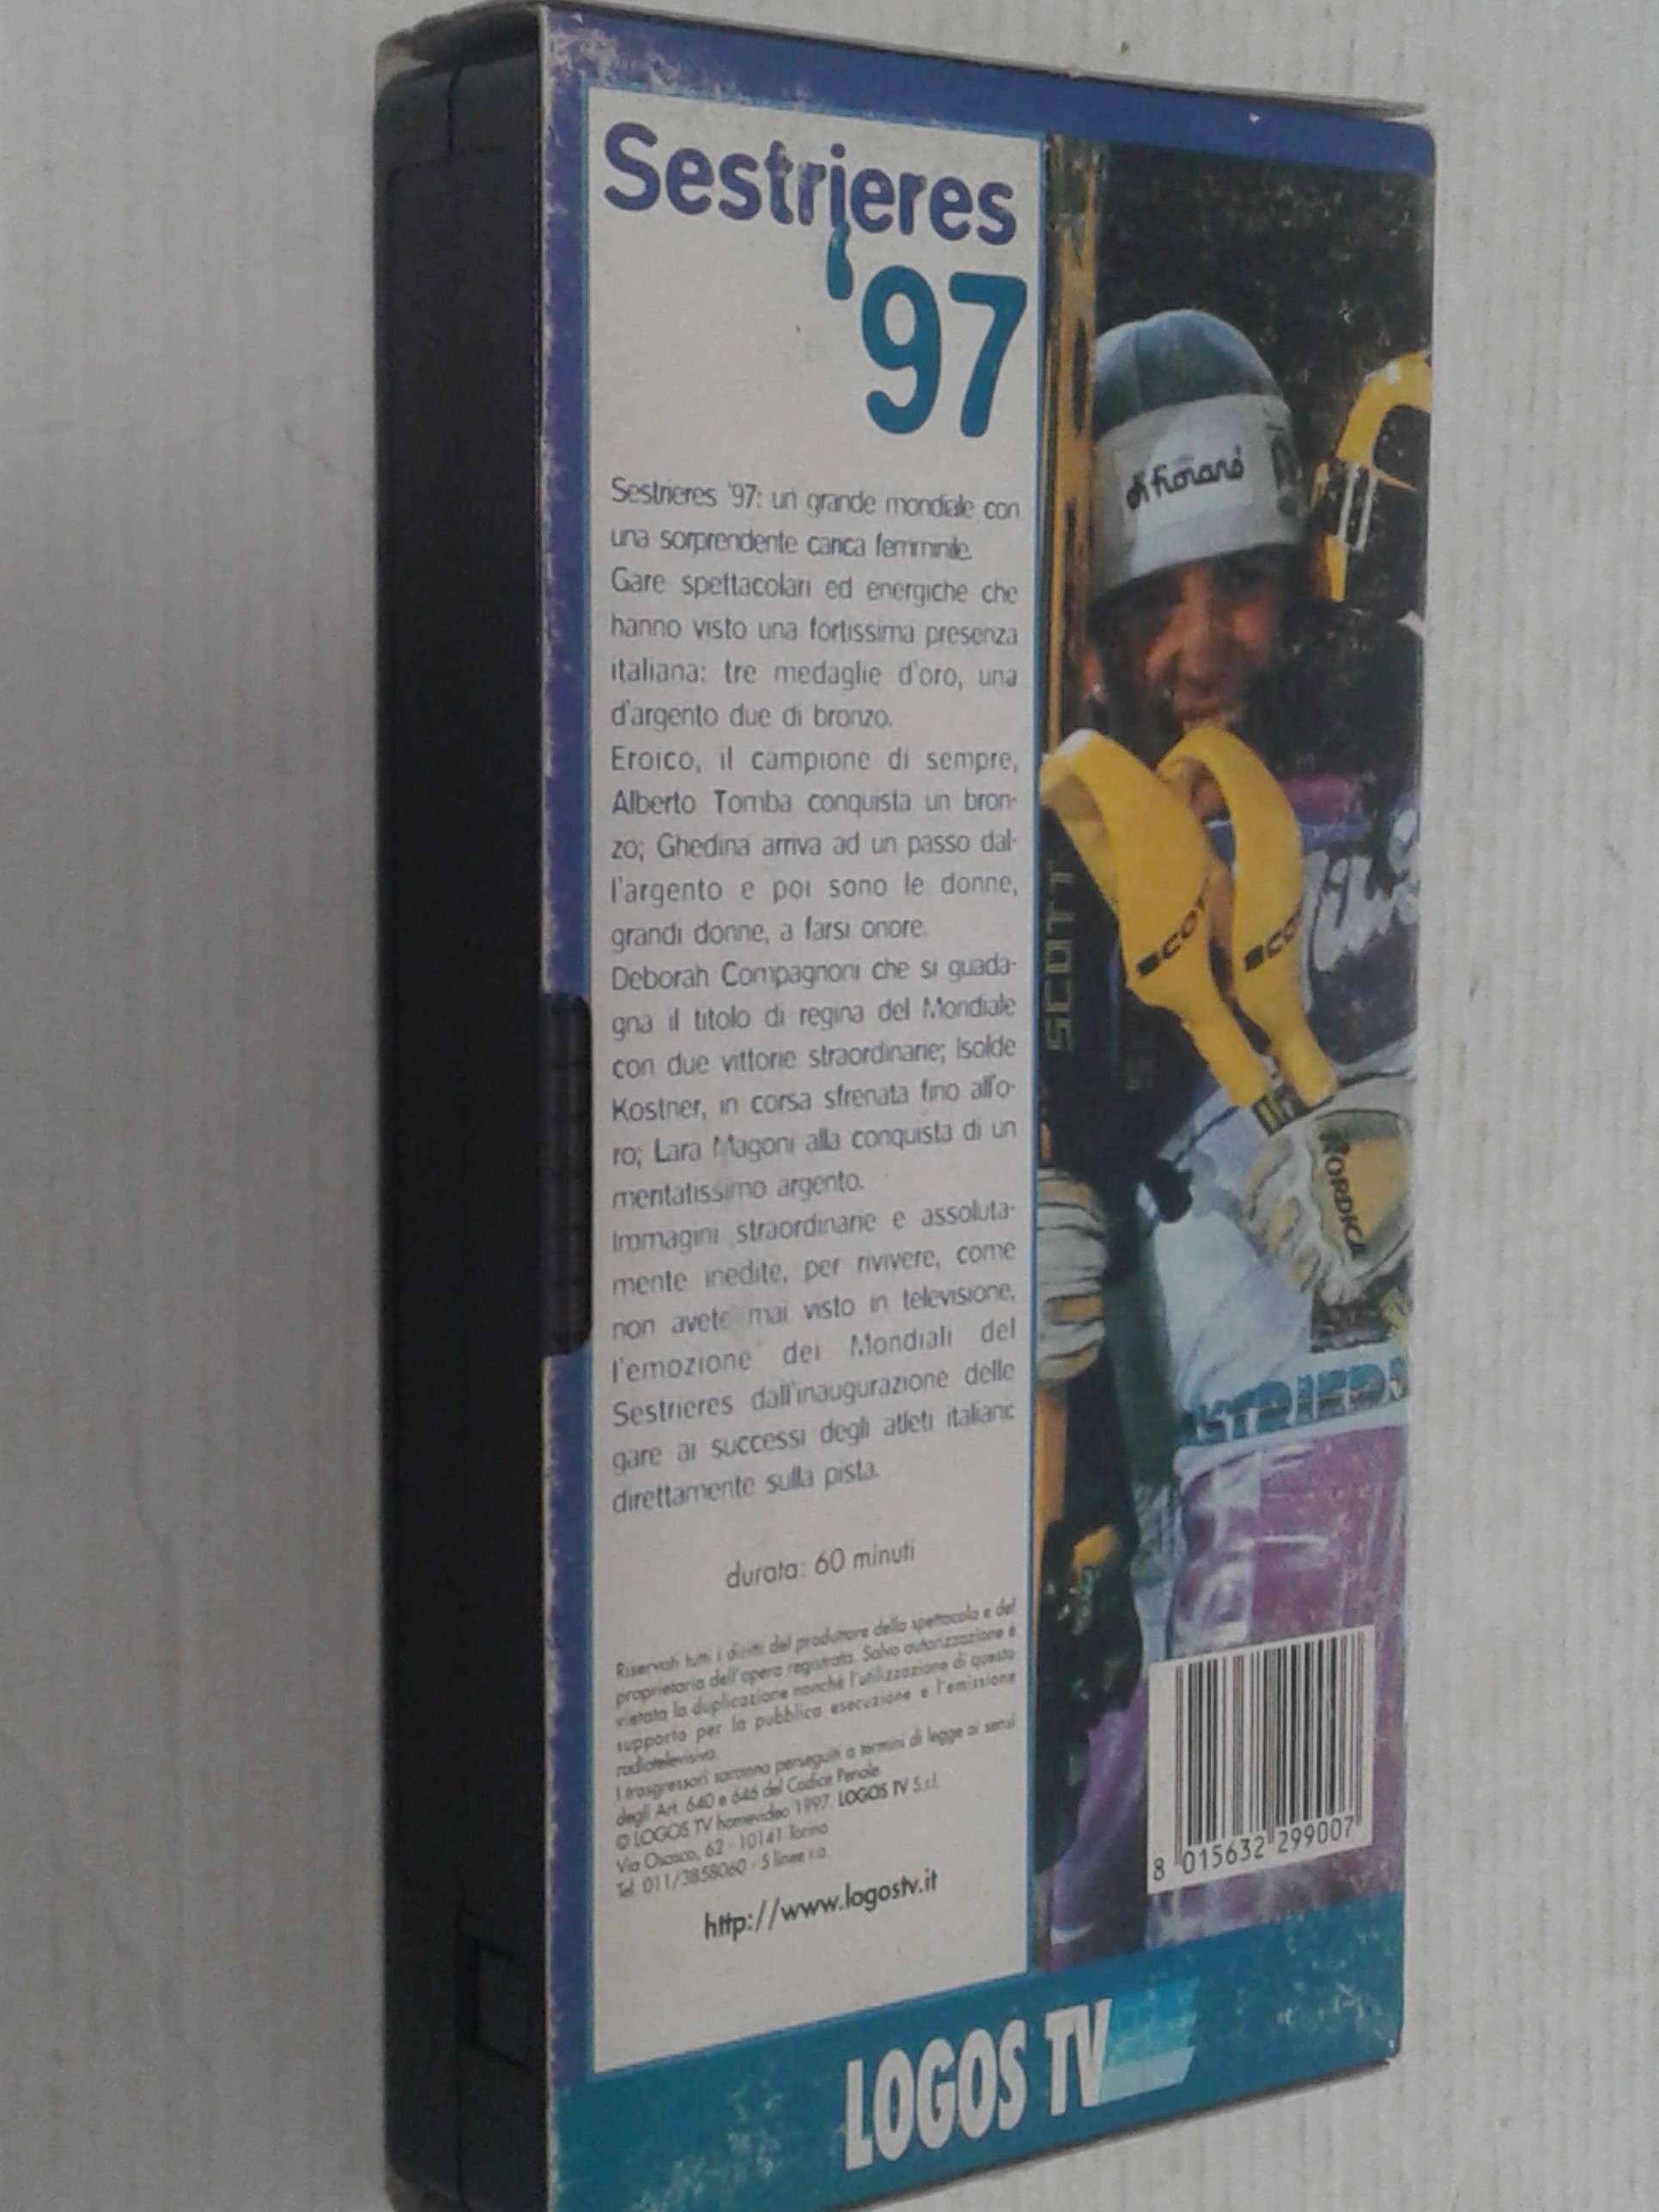 Sestrieres
'97
Sestrieres '97: un grande mondiale con
una sorprendente carica femminile.
Gare spettacolari ed energiche che
hanno visto una fortissima presenza
italiana: tre medaglie d'oro, una
d'argento due di bronzo.
Eroico, il campione di sempre,
Alberto Tomba conquista un bron-
zo; Ghedina arriva ad un passo dal-
l'argento e poi sono le donne,
grandi donne, a farsi onore.
Deborah Compagnoni che si guada-
gna il titolo di regina del Mondiale
con due vittorie straordinarie; Isolde
Kostner, in corsa sfrenata fino all'o-
ro; Lara Magoni alla conquista di un
meritatissimo argento.
Immagini straordinarie e assoluta-
mente inedite, per rivivere, come
non avete mai visto in televisione,
l'emozione dei Mondiali del
Sestrieres dall'inaugurazione delle
gare ai successi degli atleti italiani:
direttamente sulla pista.
durata: 60 minuti
Riservati tutti i diritti del produttore dello spettacolo e del
proprietario dell'opera registrata. Salvo autorizzazione è
vietata la duplicazione nonché l'utilizzazione di questo
supporto per la pubblica esecuzione e l'emissione
radiotelevisiva.
I trasgressori saranno perseguiti a termini di legge ai sensi
degli Art. 640 e 646 del Codice Penale.
© LOGOS TV homevideo 1997. LOGOS TV S.r.l.
Via Osasco, 62 - 10141 Torino
Tel. 011/3858060 - 5 linee r.a.
http://www.logostv.it
di fiorano
SCOTT
SCOT
SCO
NORDICA
STRIERES
8 015632 299007
LOGOS TV